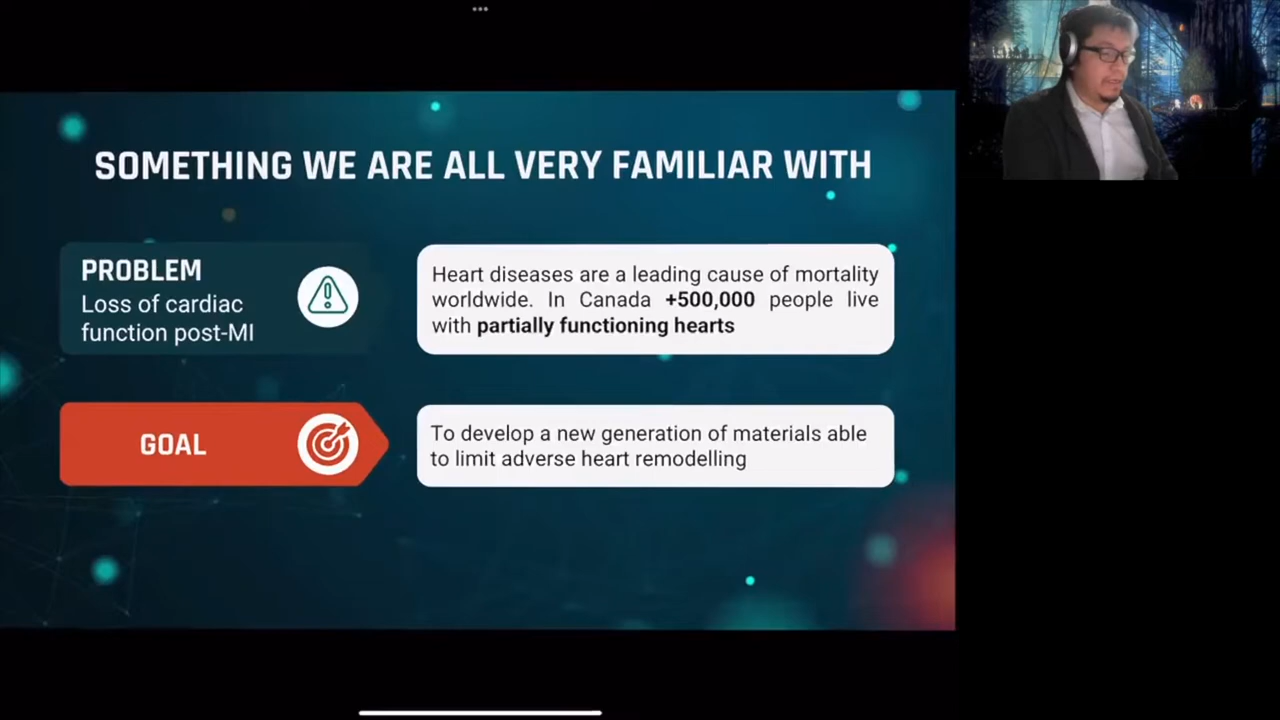 SOMETHING WE ARE ALL VERY FAMILIAR WITH
PROBLEM
Loss of cardiac
function post-MI
Heart diseases are a leading cause of mortality
worldwide. In Canada +500,000 people live
with partially functioning hearts
GOAL
To develop a new generation of materials able
to limit adverse heart remodelling